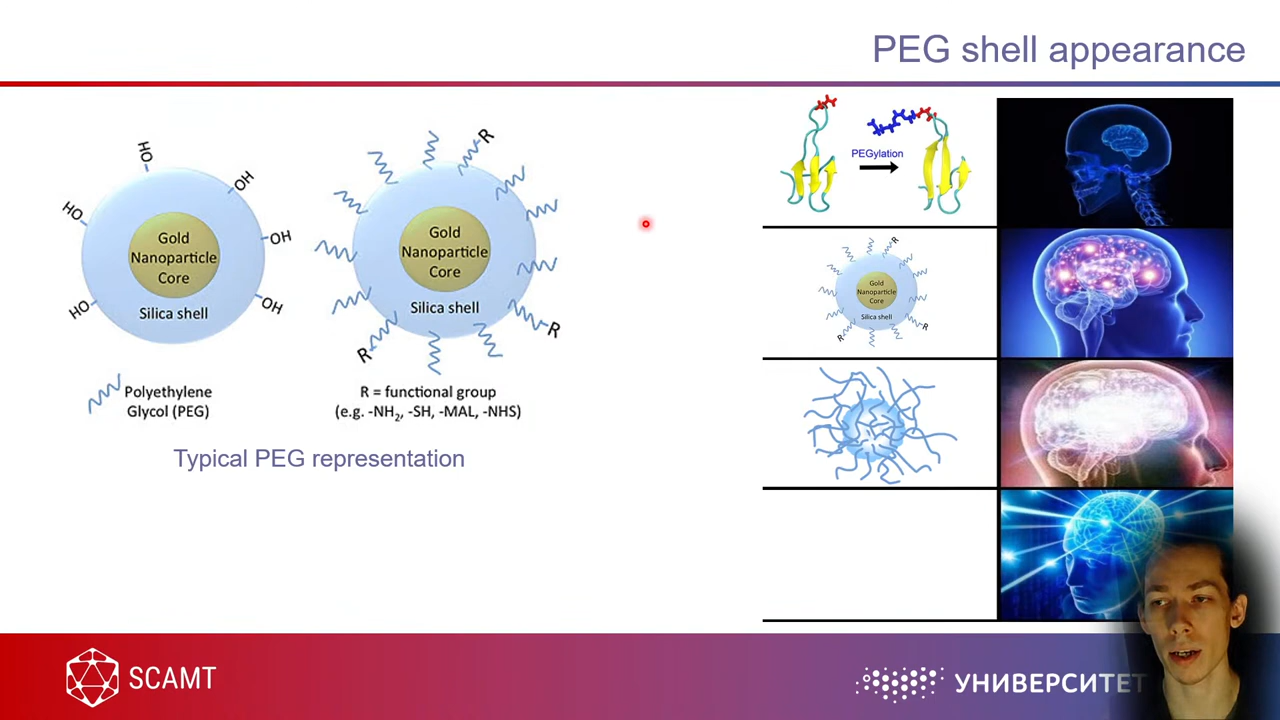 PEG shell appearance
HO
HO
HO
OH
OH
OH
Gold
Nanoparticle
Core
Silica shell
R
R
R
Gold
Nanoparticle
Core
Silica shell
Polyethylene
Glycol (PEG)
R = functional group
(e.g. -NH₂, -SH, -MAL, -NHS)
Typical PEG representation
PEGylation
R
R
R
Gold
Nanoparticle
Core
Silica shell
SCAMT
УНИВЕРСИТЕТ